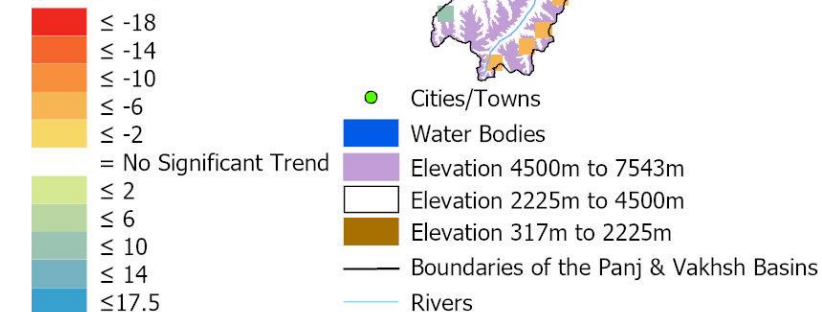 ≤ -18
≤ -14
≤ -10
≤ -6
≤ -2
= No Significant Trend
≤ 2
≤ 6
≤ 10
≤ 14
≤17.5
Cities/Towns
Water Bodies
Elevation 4500m to 7543m
Elevation 2225m to 4500m
Elevation 317m to 2225m
Boundaries of the Panj & Vakhsh Basins
Rivers